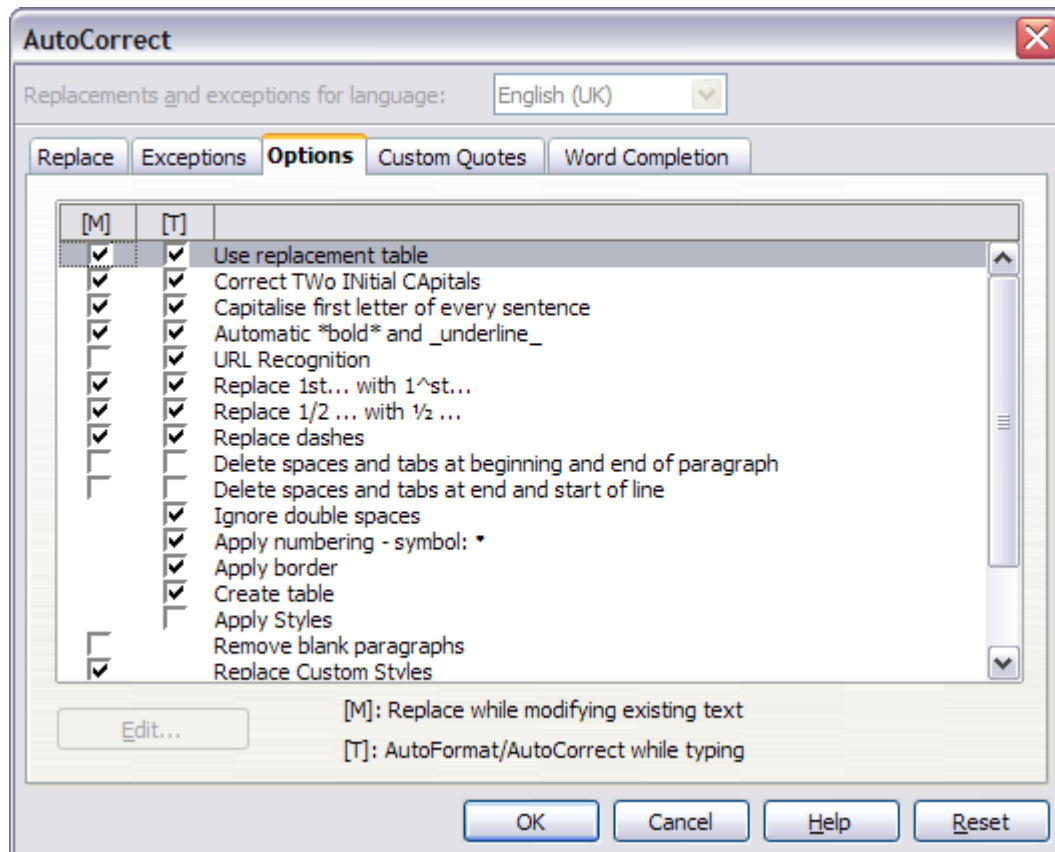 AutoCorrect
Replacements and exceptions for language: English (UK)
Replace Exceptions Options Custom Quotes Word Completion
[M] [T]
Use replacement table
Correct TWo INitial CApitals
Capitalise first letter of every sentence
Automatic *bold* and _underline_
URL Recognition
Replace 1st... with 1^st...
Replace 1/2 ... with ½ ...
Replace dashes
Delete spaces and tabs at beginning and end of paragraph
Delete spaces and tabs at end and start of line
Ignore double spaces
Apply numbering - symbol: •
Apply border
Create table
Apply Styles
Remove blank paragraphs
Replace Custom Styles
[M]: Replace while modifying existing text
Edit...
[T]: AutoFormat/AutoCorrect while typing
OK Cancel Help Reset